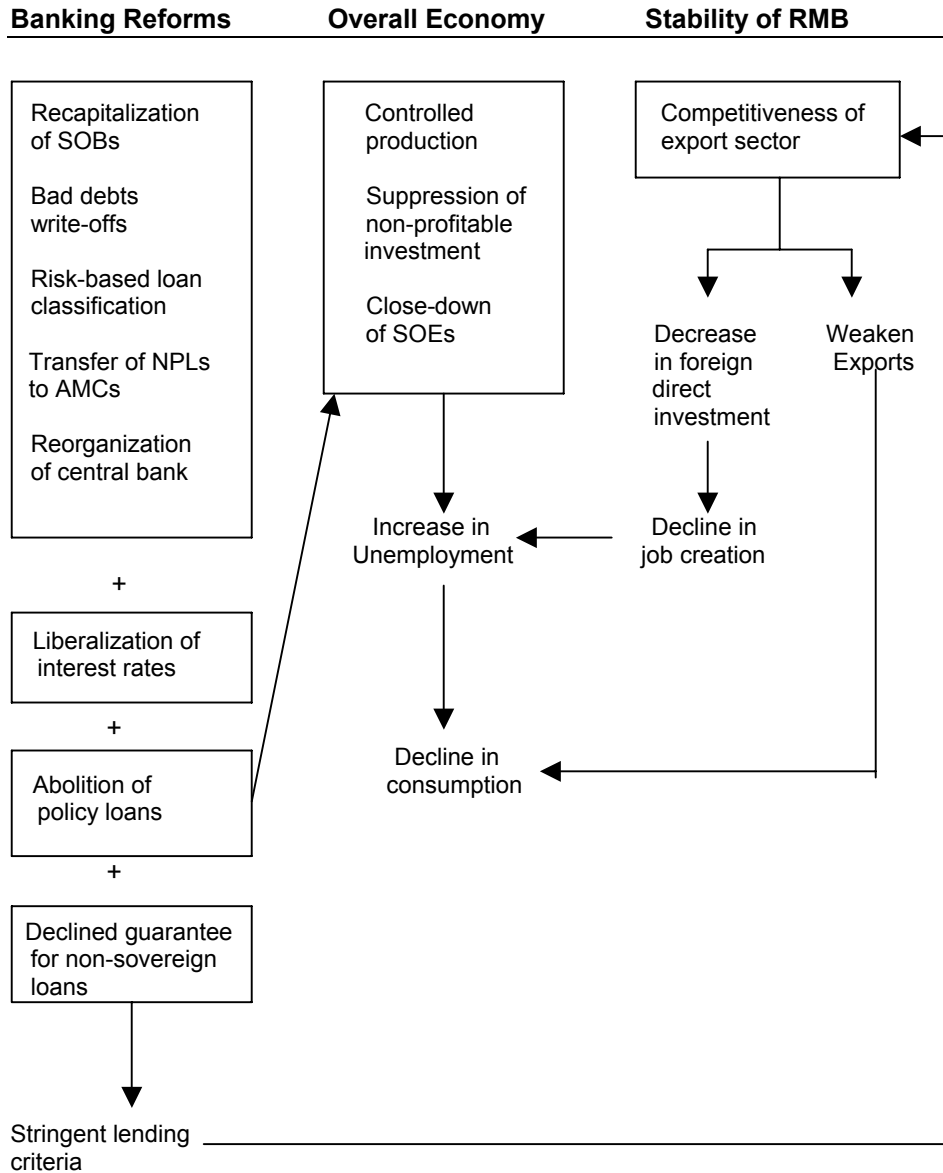 Banking Reforms
Overall Economy
Stability of RMB
Recapitalization
of SOBs
Bad debts
write-offs
Risk-based loan
classification
Transfer of NPLs
to AMCs
Reorganization
of central bank
+
Liberalization of
interest rates
+
Abolition of
policy loans
+
Declined guarantee
for non-sovereign
loans
Stringent lending
criteria
Controlled
production
Suppression of
non-profitable
investment
Close-down
of SOEs
Increase in
Unemployment
Decline in
consumption
Competitiveness of
export sector
Decrease
in foreign
direct
investment
Decline in
job creation
Weaken
Exports